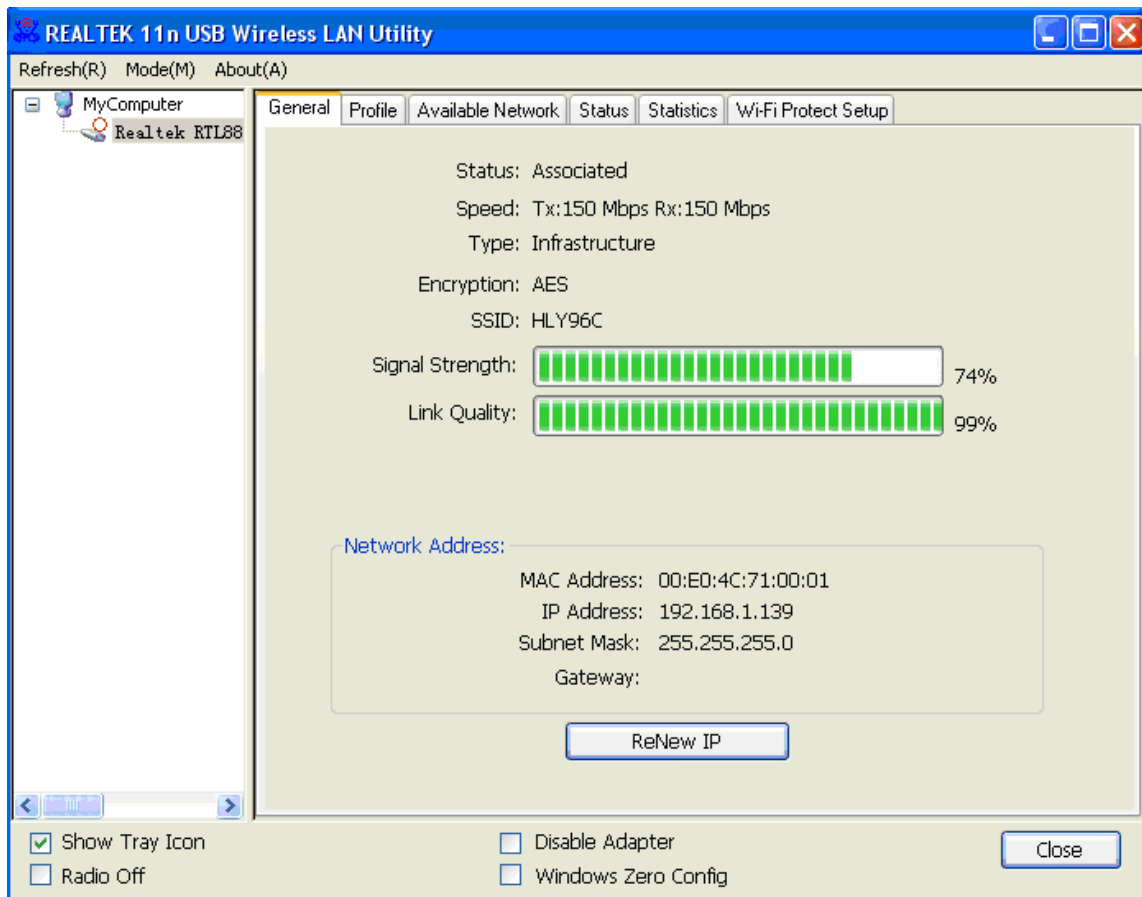 REALTEK 11n USB Wireless LAN Utility
Refresh(R) Mode(M) About(A)
MyComputer
Realtek RTL88
General Profile Available Network Status Statistics Wi-Fi Protect Setup
Status: Associated
Speed: Tx:150 Mbps Rx:150 Mbps
Type: Infrastructure
Encryption: AES
SSID: HLY96C
Signal Strength: 74%
Link Quality: 99%
Network Address:
MAC Address: 00:E0:4C:71:00:01
IP Address: 192.168.1.139
Subnet Mask: 255.255.255.0
Gateway:
ReNew IP
Show Tray Icon
Radio Off
Disable Adapter
Windows Zero Config
Close